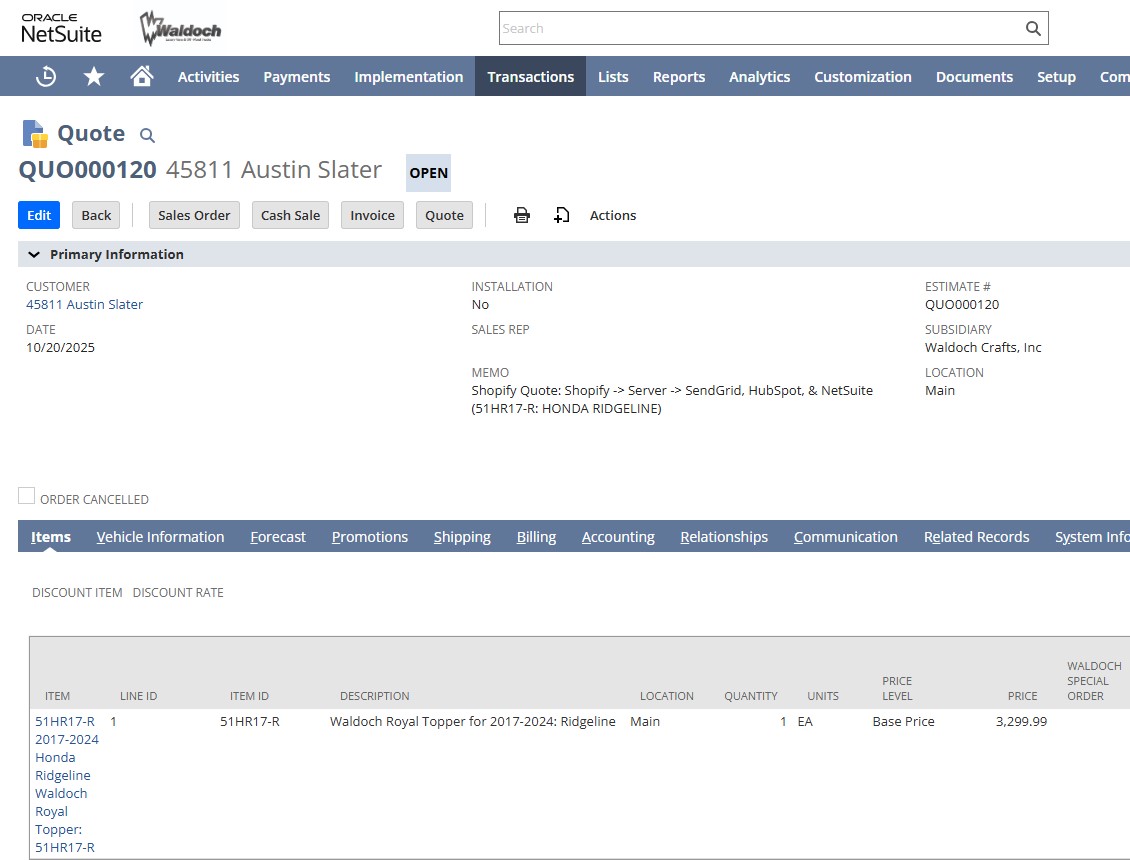 ORACLE
NetSuite
Waldoch
Search
Activities Payments Implementation Transactions Lists Reports Analytics Customization Documents Setup Com
Quote
QUO000120 45811 Austin Slater OPEN
Edit Back Sales Order Cash Sale Invoice Quote Actions
Primary Information
CUSTOMER
45811 Austin Slater
DATE
10/20/2025
INSTALLATION
No
SALES REP
MEMO
Shopify Quote: Shopify -> Server -> SendGrid, HubSpot, & NetSuite
(51HR17-R: HONDA RIDGELINE)
ESTIMATE #
QUO000120
SUBSIDIARY
Waldoch Crafts, Inc
LOCATION
Main
ORDER CANCELLED
Items Vehicle Information Forecast Promotions Shipping Billing Accounting Relationships Communication Related Records System Info
DISCOUNT ITEM DISCOUNT RATE
ITEM LINE ID ITEM ID DESCRIPTION LOCATION QUANTITY UNITS PRICE LEVEL PRICE WALDOCH SPECIAL ORDER
51HR17-R 1 51HR17-R Waldoch Royal Topper for 2017-2024: Ridgeline Main 1 EA Base Price 3,299.99
2017-2024
Honda
Ridgeline
Waldoch
Royal
Topper:
51HR17-R